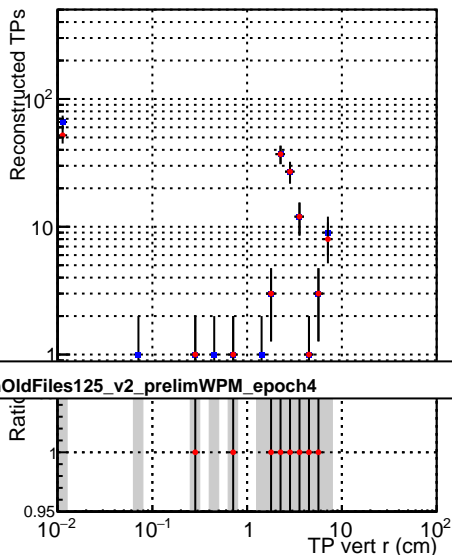 Reconstructed TPs
10²
10
1
OldFiles125_v2_prelimWPM_epoch4
Ratio
1
0.95
10⁻² 10⁻¹ 1 10 10²
TP vert r (cm)